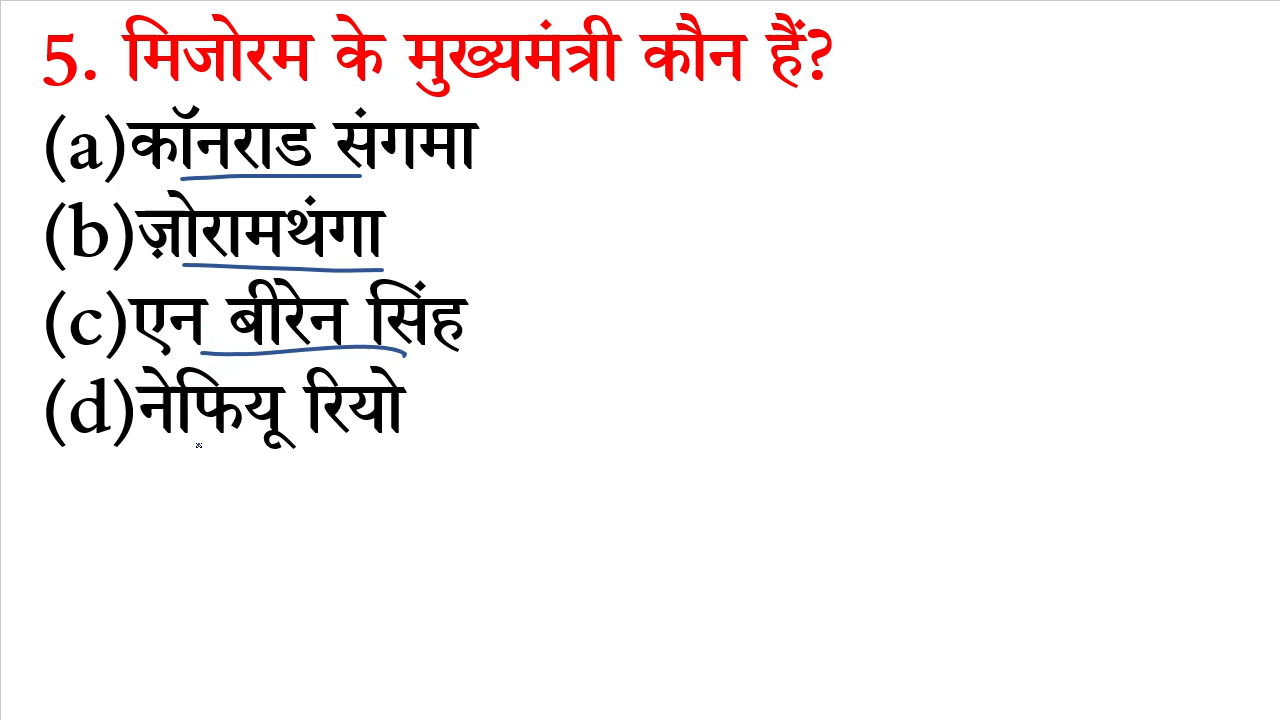 5. मिजोरम के मुख्यमंत्री कौन हैं?
(a)कॉनराड संगमा
(b)ज़ोरामथंगा
(c)एन बीरेन सिंह
(d)नेफियू रियो